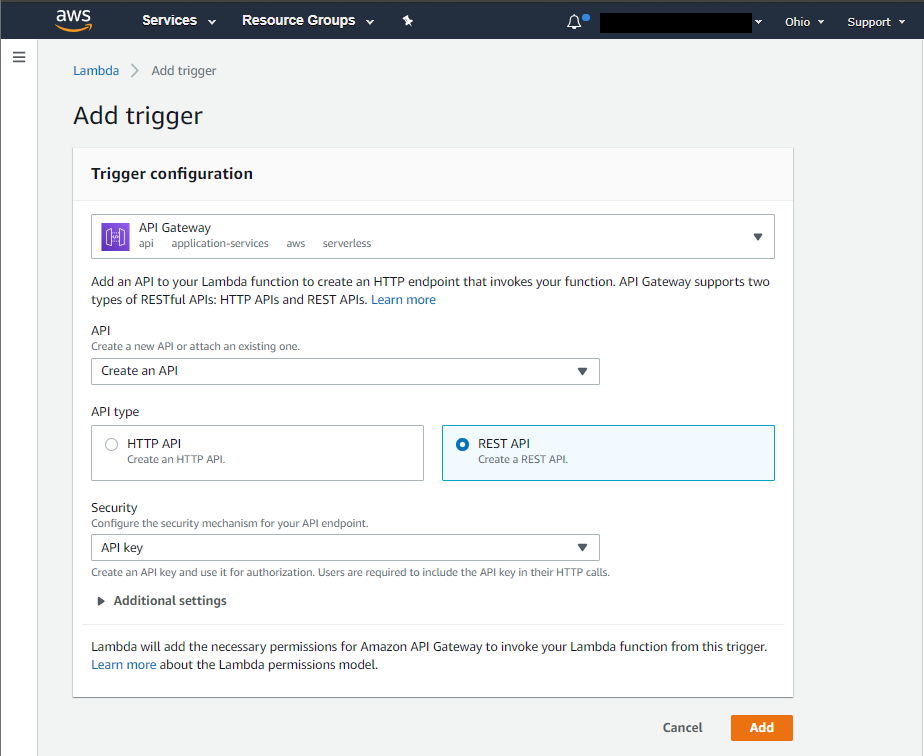 aws Services Resource Groups Ohio Support
Lambda Add trigger
Add trigger
Trigger configuration
API Gateway
api application-services aws serverless
Add an API to your Lambda function to create an HTTP endpoint that invokes your function. API Gateway supports two
types of RESTful APIs: HTTP APIs and REST APIs. Learn more
API
Create a new API or attach an existing one.
Create an API
API type
HTTP API
Create an HTTP API.
REST API
Create a REST API.
Security
Configure the security mechanism for your API endpoint.
API key
Create an API key and use it for authorization. Users are required to include the API key in their HTTP calls.
Additional settings
Lambda will add the necessary permissions for Amazon API Gateway to invoke your Lambda function from this trigger.
Learn more about the Lambda permissions model.
Cancel Add